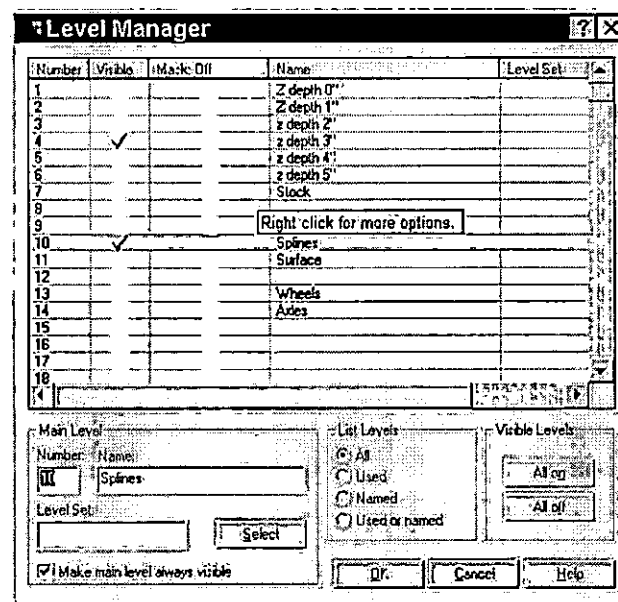 Level Manager
Number Visible Mask: Off Name Level Set
1 Z depth 0"
2 Z depth 1"
3 z depth 2"
4 z depth 3"
5 z depth 4"
6 z depth 5"
7 Stock
8
9
Right click for more options.
10 Splines
11 Surface
12
13 Wheels
14 Axles
15
16
17
18
Main Level
Number: Name:
10 Splines
Level Set:
Select
Make main level always visible
List Levels
All
Used
Named
Used or named
Visible Levels
All on
All off
OK Cancel Help